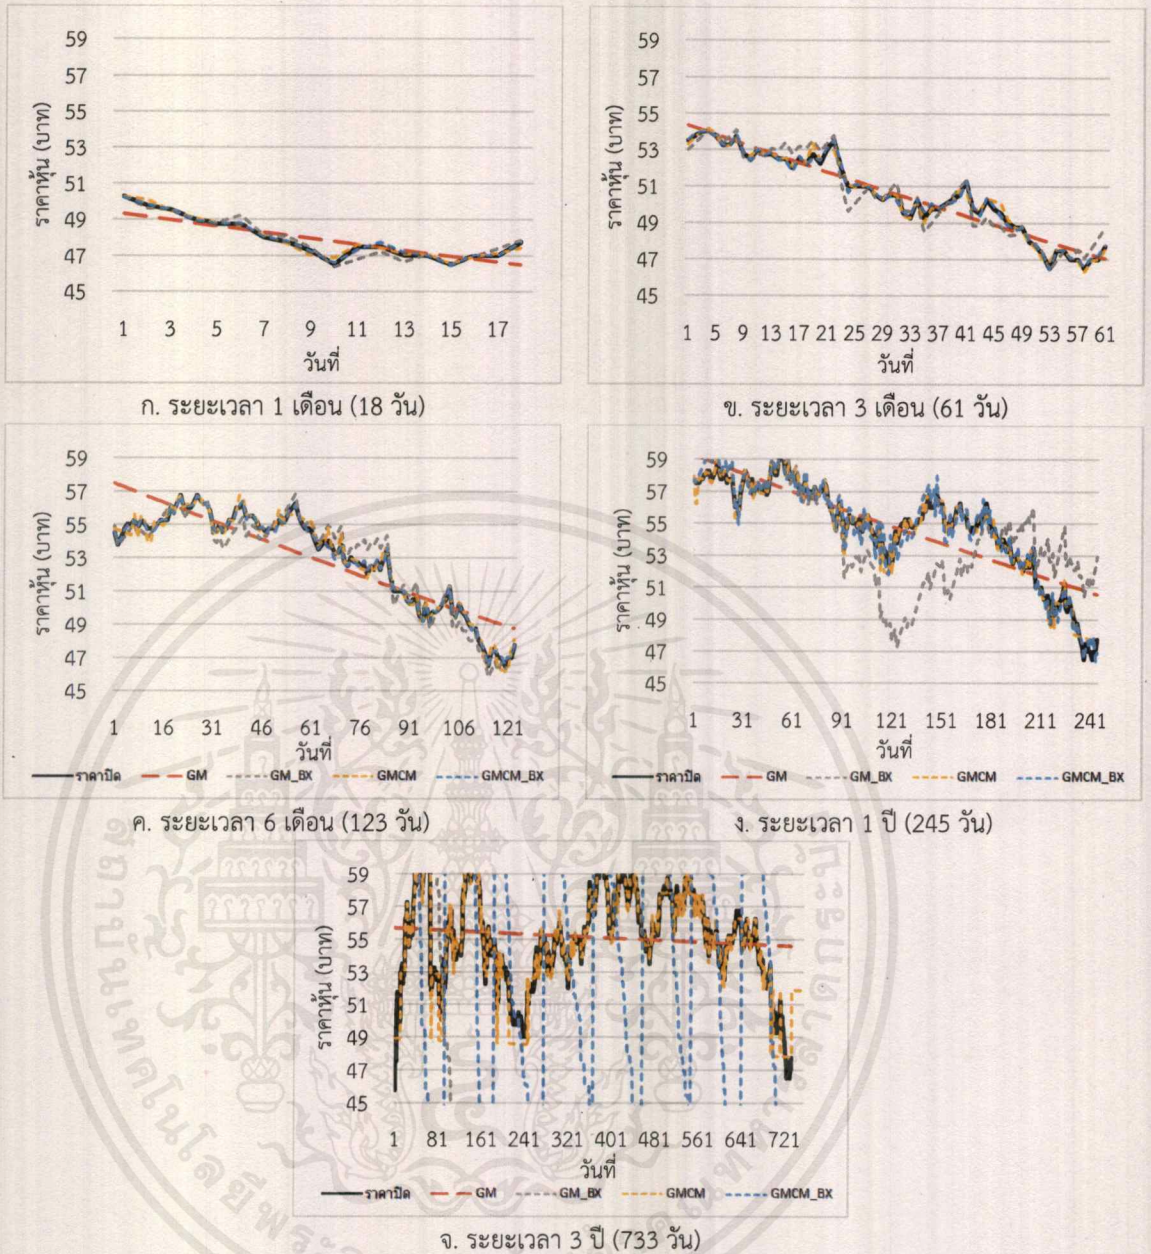 59
57
55
53
51
49
47
45
ราคาหุ้น (บาท)
1 3 5 7 9 11 13 15 17
วันที่
ก. ระยะเวลา 1 เดือน (18 วัน)
59
57
55
53
51
49
47
45
ราคาหุ้น (บาท)
1 5 9 13 17 21 25 29 33 37 41 45 49 53 57 61
วันที่
ข. ระยะเวลา 3 เดือน (61 วัน)
59
57
55
53
51
49
47
45
ราคาหุ้น (บาท)
1 16 31 46 61 76 91 106 121
วันที่
ราคาปิด GM GM_BX GMCM GMCM_BX
ค. ระยะเวลา 6 เดือน (123 วัน)
59
57
55
53
51
49
47
45
ราคาหุ้น (บาท)
1 31 61 91 121 151 181 211 241
วันที่
ราคาปิด GM GM_BX GMCM GMCM_BX
ง. ระยะเวลา 1 ปี (245 วัน)
59
57
55
53
51
49
47
45
ราคาหุ้น (บาท)
1 81 161 241 321 401 481 561 641 721
วันที่
ราคาปิด GM GM_BX GMCM GMCM_BX
จ. ระยะเวลา 3 ปี (733 วัน)